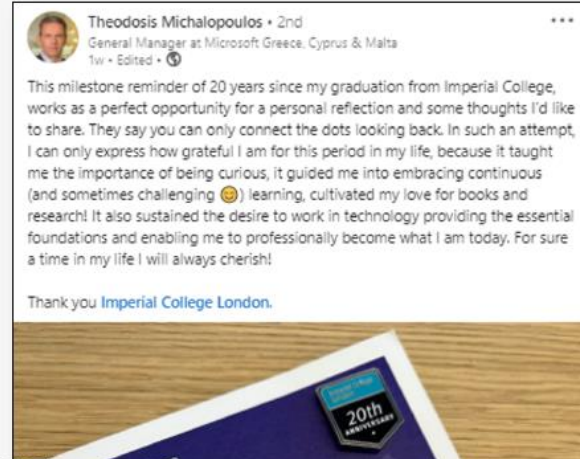 Theodosis Michalopoulos • 2nd
General Manager at Microsoft Greece, Cyprus & Malta
1w • Edited •
This milestone reminder of 20 years since my graduation from Imperial College,
works as a perfect opportunity for a personal reflection and some thoughts I'd like
to share. They say you can only connect the dots looking back. In such an attempt,
I can only express how grateful I am for this period in my life, because it taught
me the importance of being curious, it guided me into embracing continuous
(and sometimes challenging 😊) learning, cultivated my love for books and
research! It also sustained the desire to work in technology providing the essential
foundations and enabling me to professionally become what I am today. For sure
a time in my life I will always cherish!
Thank you Imperial College London.
Imperial College
London
20th
ANNIVERSARY